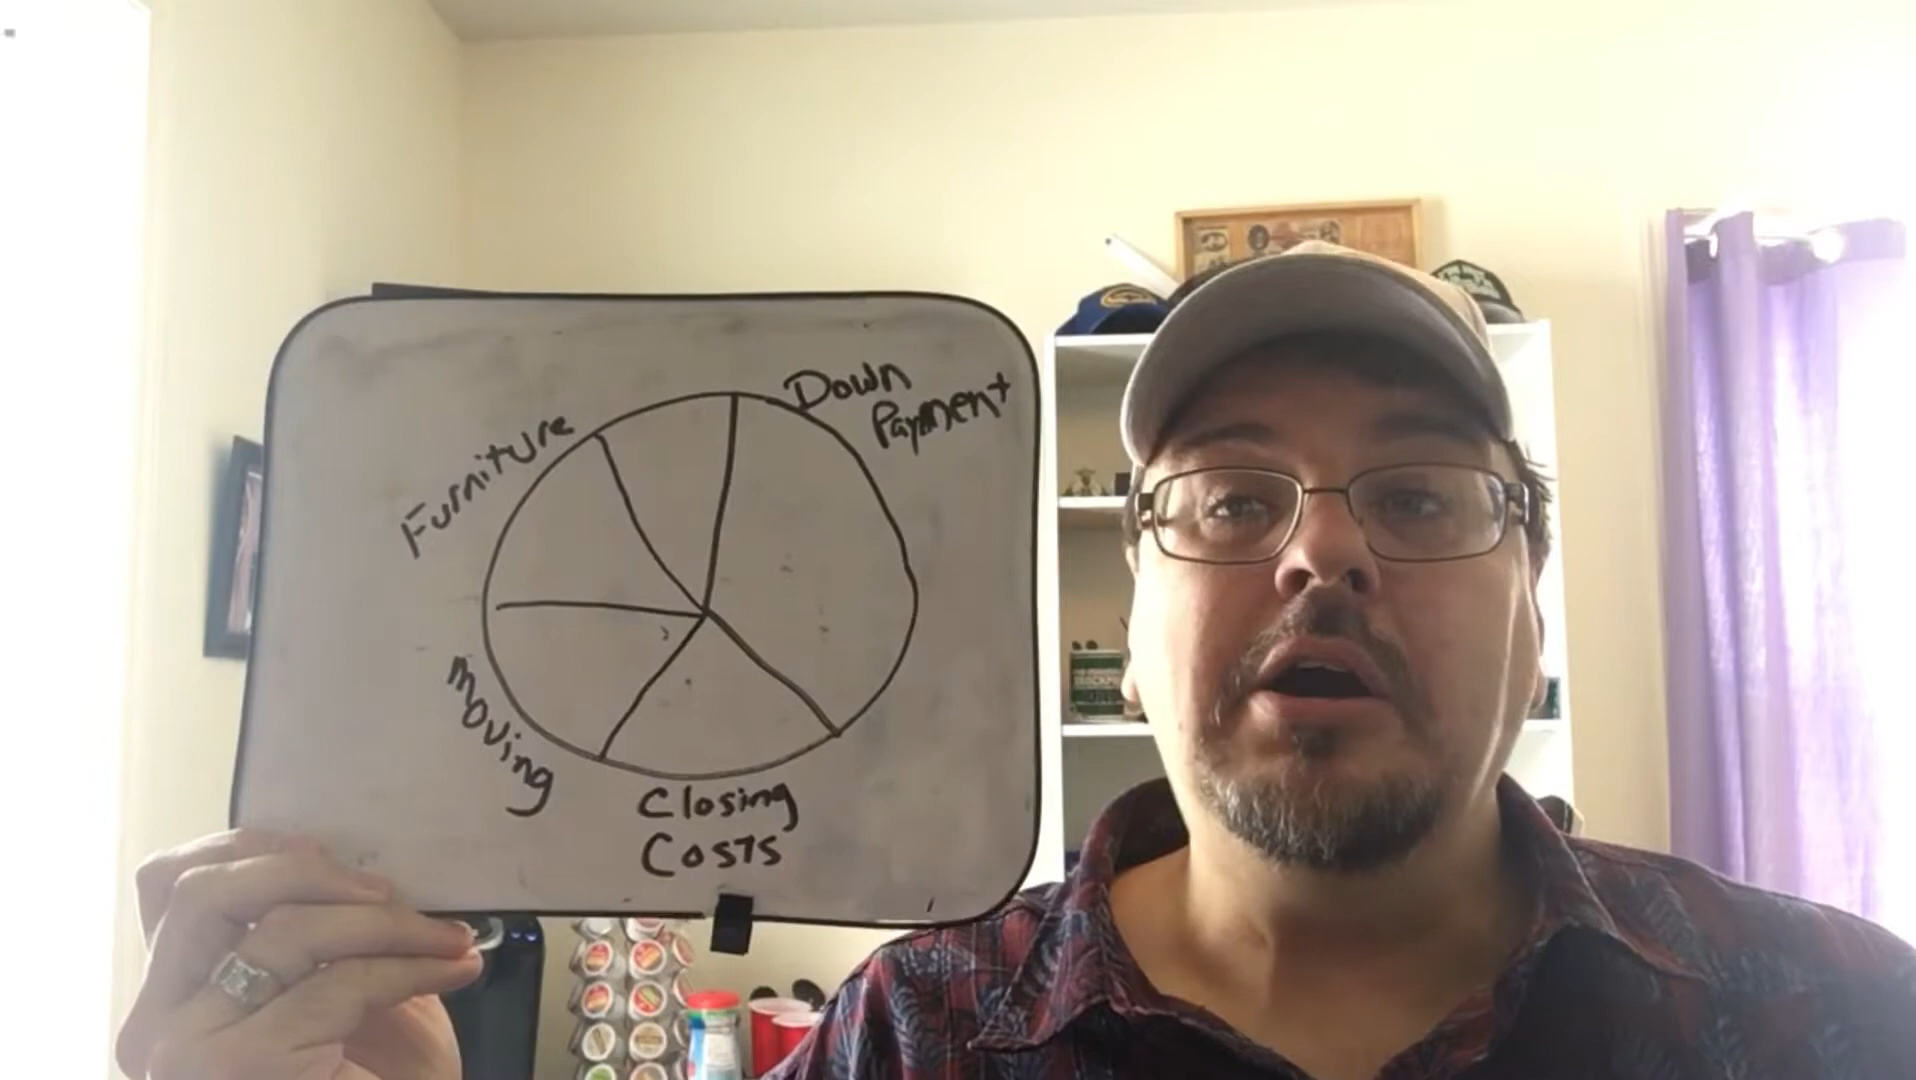 Down
Payment
Furniture
moving
Closing
Costs